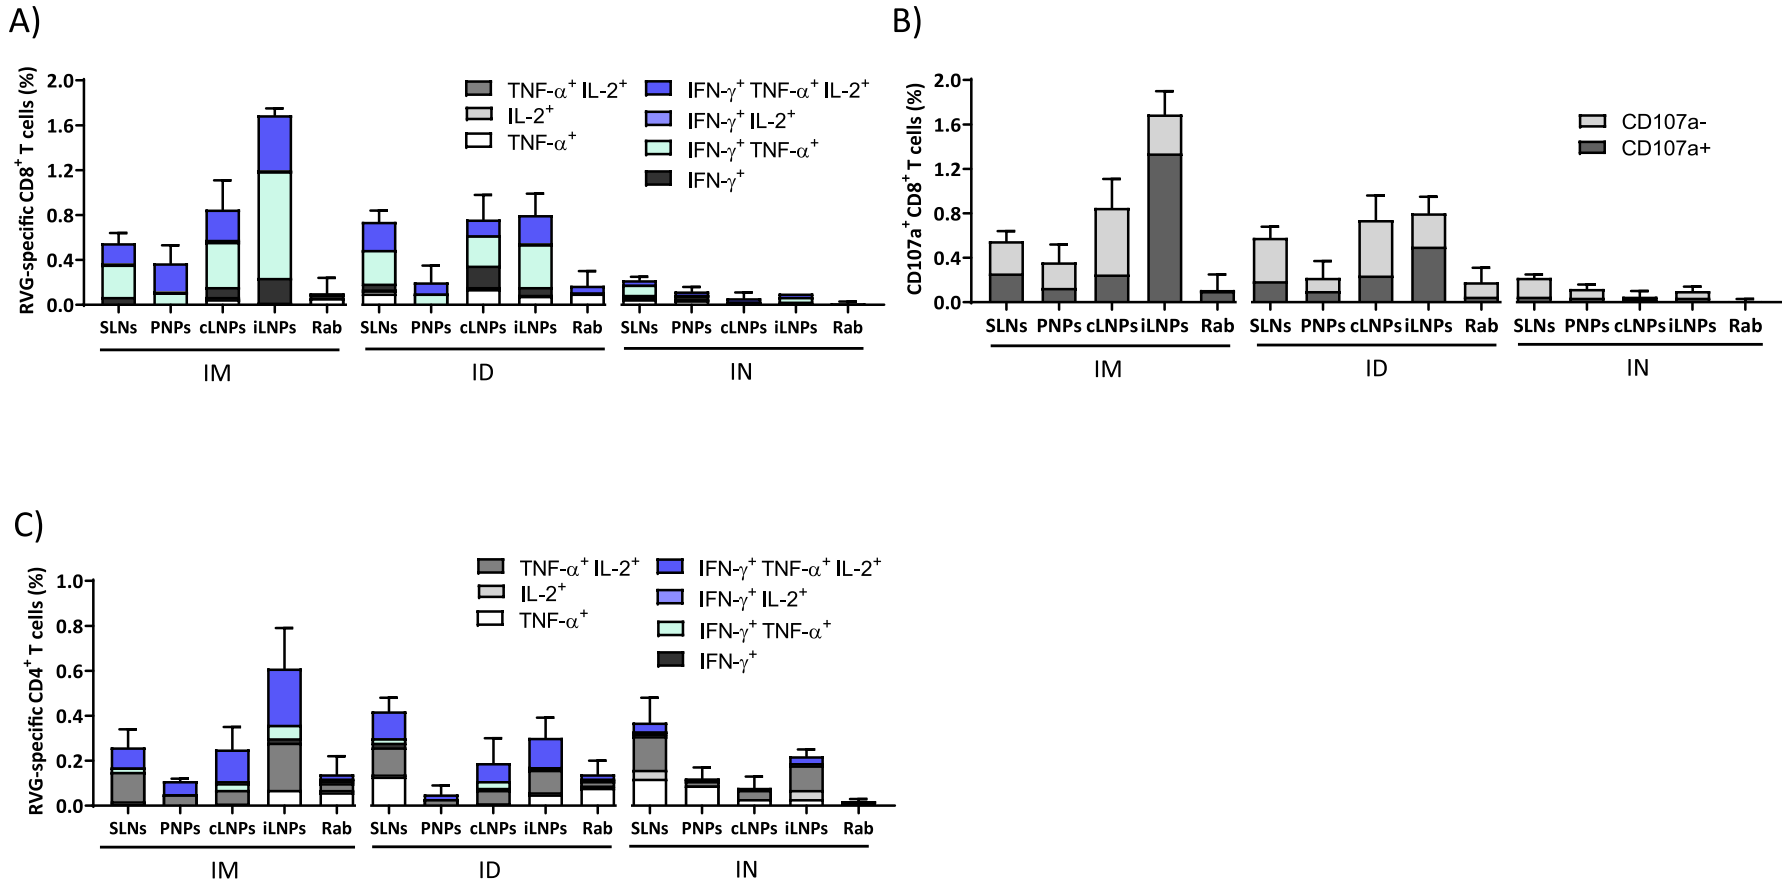 A)
RVG-specific CD8⁺ T cells (%)
2.0
1.6
1.2
0.8
0.4
0.0
TNF-α⁺ IL-2⁺
IL-2⁺
TNF-α⁺
IFN-γ⁺ TNF-α⁺ IL-2⁺
IFN-γ⁺ IL-2⁺
IFN-γ⁺ TNF-α⁺
IFN-γ⁺
SLNs PNPs cLNPs iLNPs Rab SLNs PNPs cLNPs iLNPs Rab SLNs PNPs cLNPs iLNPs Rab
IM ID IN
B)
CD107a⁺ CD8⁺ T cells (%)
2.0
1.6
1.2
0.8
0.4
0.0
CD107a-
CD107a+
SLNs PNPs cLNPs iLNPs Rab SLNs PNPs cLNPs iLNPs Rab SLNs PNPs cLNPs iLNPs Rab
IM ID IN
C)
RVG-specific CD4⁺ T cells (%)
1.0
0.8
0.6
0.4
0.2
0.0
TNF-α⁺ IL-2⁺
IL-2⁺
TNF-α⁺
IFN-γ⁺ TNF-α⁺ IL-2⁺
IFN-γ⁺ IL-2⁺
IFN-γ⁺ TNF-α⁺
IFN-γ⁺
SLNs PNPs cLNPs iLNPs Rab SLNs PNPs cLNPs iLNPs Rab SLNs PNPs cLNPs iLNPs Rab
IM ID IN